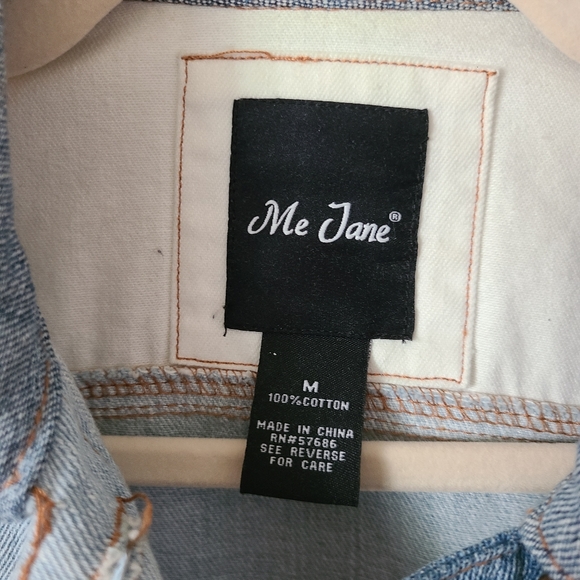 Me Jane®
M
100% COTTON
MADE IN CHINA
RN#57686
SEE REVERSE
FOR CARE